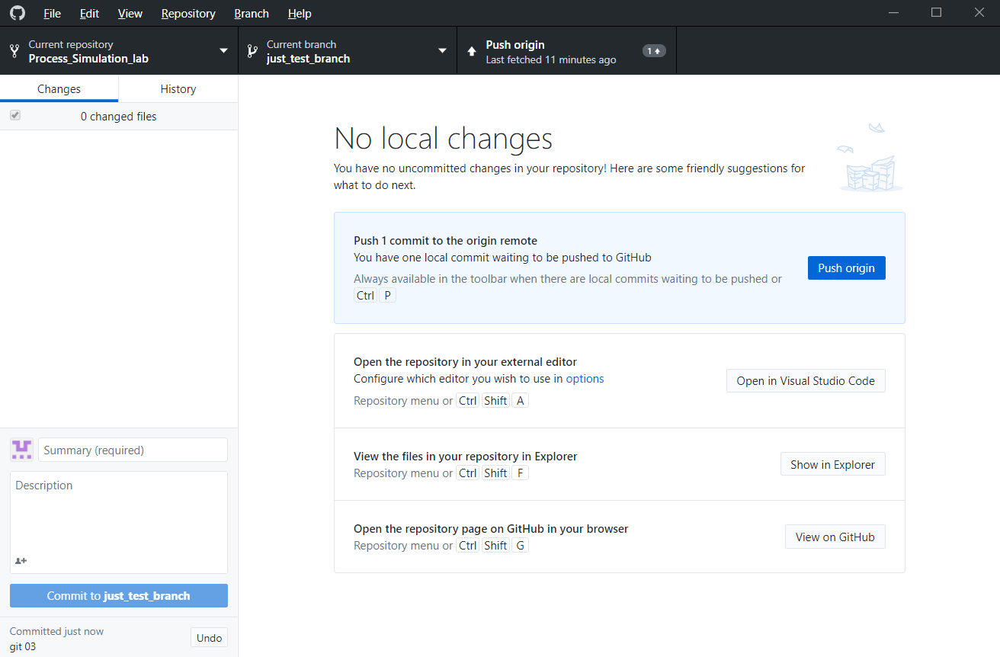 File Edit View Repository Branch Help
Current repository
Process_Simulation_lab
Current branch
just_test_branch
Push origin
Last fetched 11 minutes ago
1
Changes
History
0 changed files
No local changes
You have no uncommitted changes in your repository! Here are some friendly suggestions for
what to do next.
Push 1 commit to the origin remote
You have one local commit waiting to be pushed to GitHub
Always available in the toolbar when there are local commits waiting to be pushed or
Ctrl P
Push origin
Open the repository in your external editor
Configure which editor you wish to use in options
Repository menu or Ctrl Shift A
Open in Visual Studio Code
View the files in your repository in Explorer
Repository menu or Ctrl Shift F
Show in Explorer
Open the repository page on GitHub in your browser
Repository menu or Ctrl Shift G
View on GitHub
Summary (required)
Description
Commit to just_test_branch
Committed just now
git 03
Undo